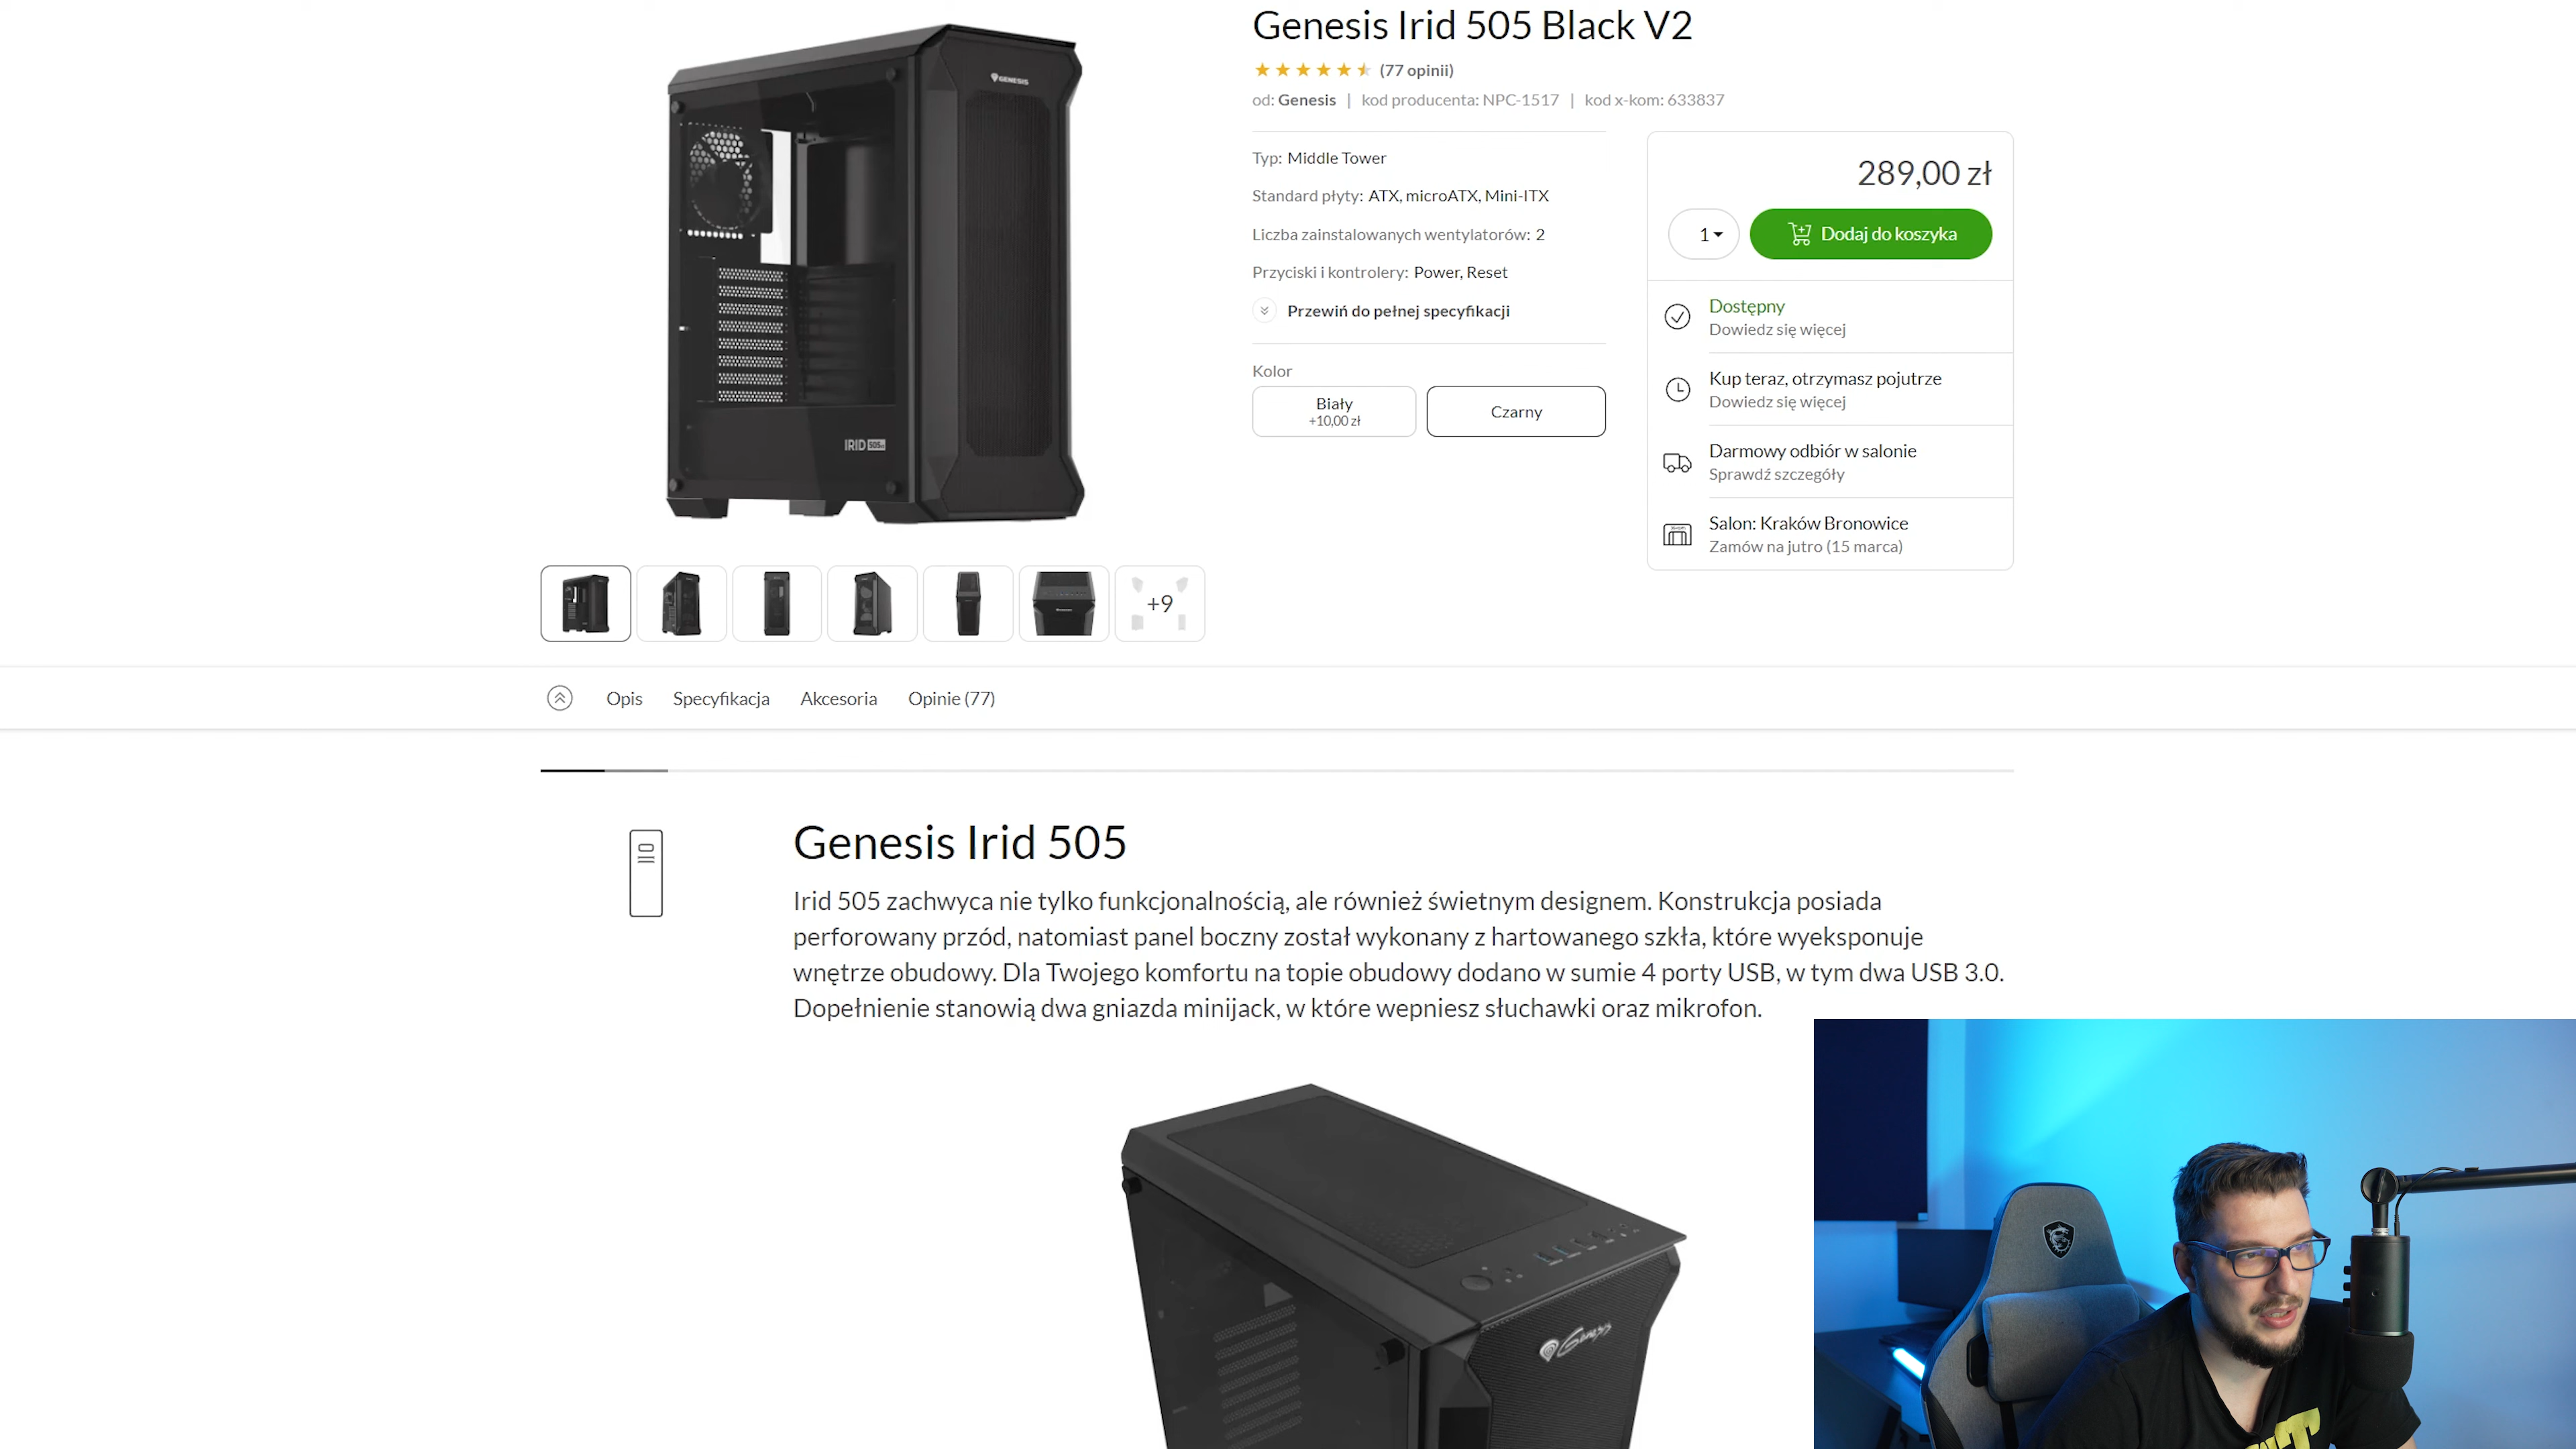 Genesis Irid 505 Black V2
(77 opinii)
od: Genesis | kod producenta: NPC-1517 | kod x-kom: 633837
GENESIS
IRID 505
Typ: Middle Tower
Standard płyty: ATX, microATX, Mini-ITX
Liczba zainstalowanych wentylatorów: 2
Przyciski i kontrolery: Power, Reset
Przewiń do pełnej specyfikacji
Kolor
Biały
+10,00 zł
Czarny
289,00 zł
1
Dodaj do koszyka
Dostępny
Dowiedz się więcej
Kup teraz, otrzymasz pojutrze
Dowiedz się więcej
Darmowy odbiór w salonie
Sprawdź szczegóły
Salon: Kraków Bronowice
Zamów na jutro (15 marca)
+9
Opis
Specyfikacja
Akcesoria
Opinie (77)
Genesis Irid 505
Irid 505 zachwyca nie tylko funkcjonalnością, ale również świetnym designem. Konstrukcja posiada
perforowany przód, natomiast panel boczny został wykonany z hartowanego szkła, które wyeksponuje
wnętrze obudowy. Dla Twojego komfortu na topie obudowy dodano w sumie 4 porty USB, w tym dwa USB 3.0.
Dopełnienie stanowią dwa gniazda minijack, w które wepniesz słuchawki oraz mikrofon.
Genesis